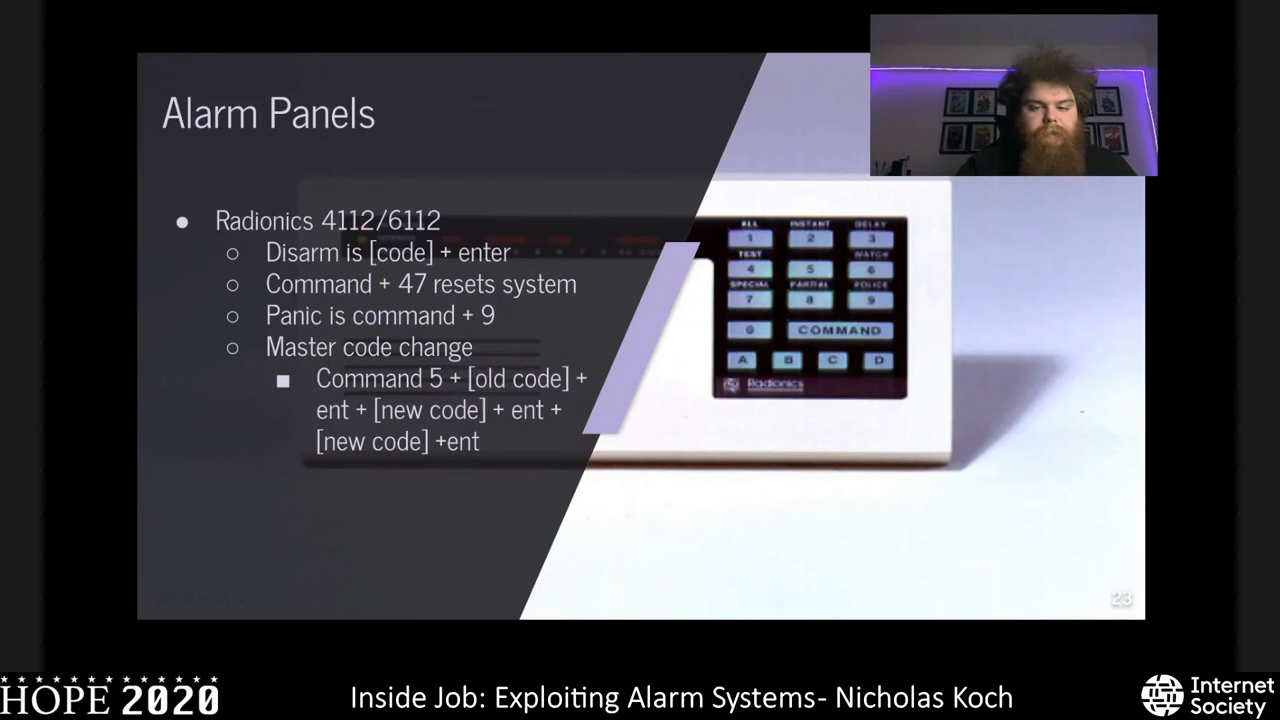 Alarm Panels
Radionics 4112/6112
Disarm is [code] + enter
Command + 47 resets system
Panic is command + 9
Master code change
Command 5 + [old code] +
ent + [new code] + ent +
[new code] +ent
ALL INSTANT DELAY
1 2 3
TEST WATCH
4 5 6
SPECIAL PARTIAL POLICE
7 8 9
0 COMMAND
A B C D
Radionics
23
HOPE 2020
Inside Job: Exploiting Alarm Systems- Nicholas Koch
Internet
Society